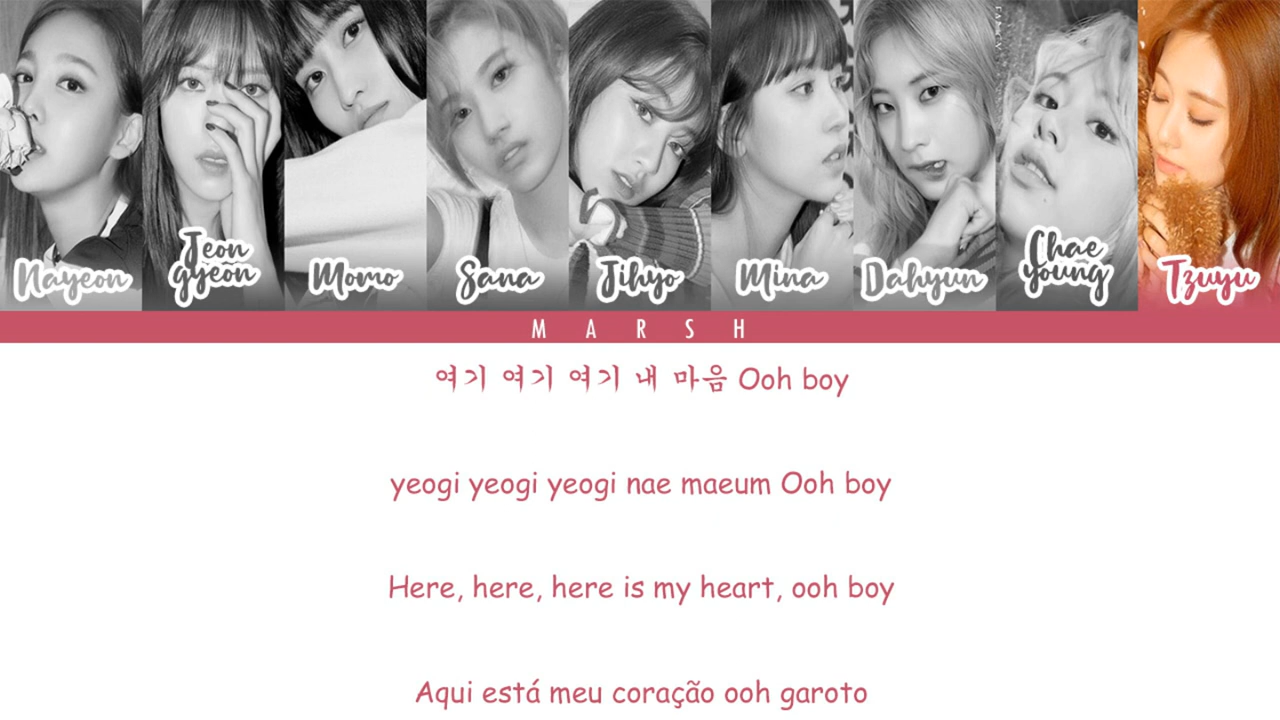 Nayeon
Jeon
gyeon
Momo
Sana
Jihyo
Mina
Dahyun
Chae
young
Tzuyu
MARSH
여기 여기 여기 내 마음 Ooh boy
yeogi yeogi yeogi nae maeum Ooh boy
Here, here, here is my heart, ooh boy
Aqui está meu coração ooh garoto